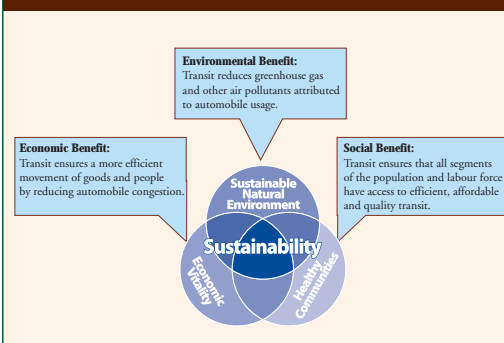 Environmental Benefit:
Transit reduces greenhouse gas
and other air pollutants attributed
to automobile usage.
Economic Benefit:
Transit ensures a more efficient
movement of goods and people
by reducing automobile congestion.
Social Benefit:
Transit ensures that all segments
of the population and labour force
have access to efficient, affordable
and quality transit.
Sustainable
Natural
Environment
Sustainability
Economic
Vitality
Healthy
Communities